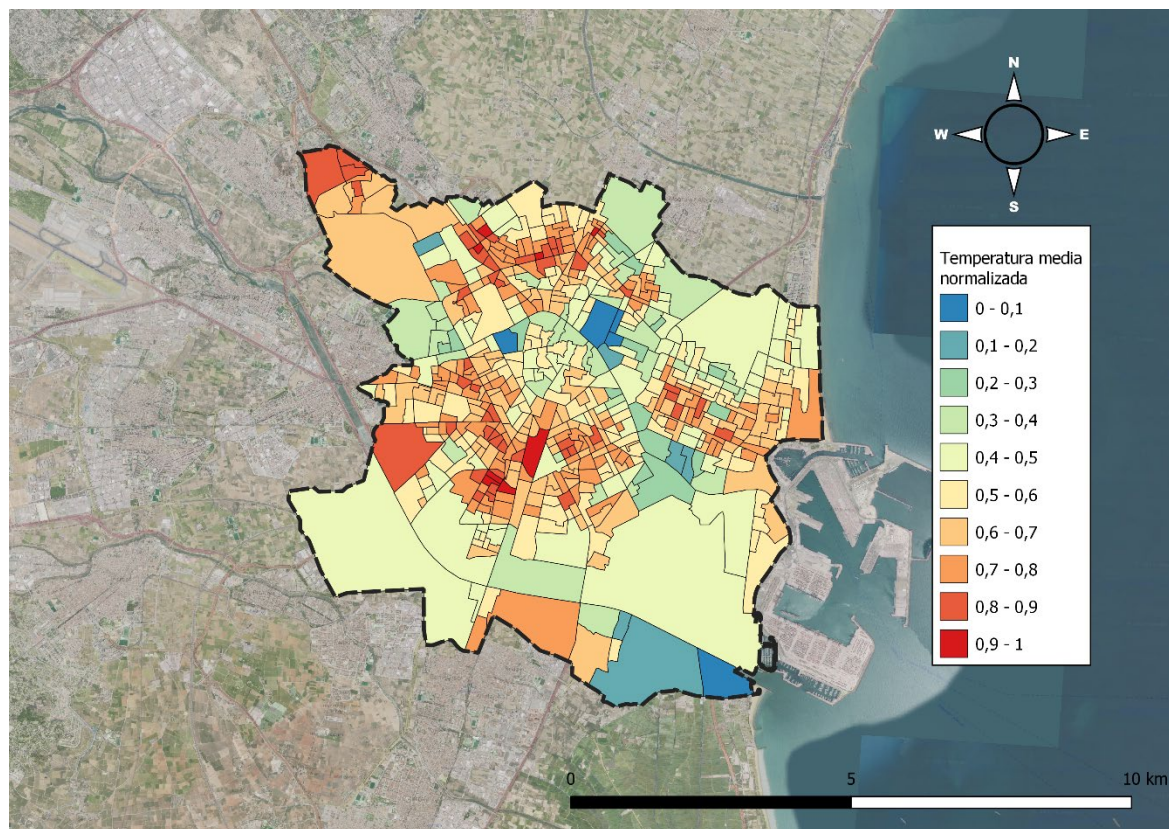 N
W E
S
Temperatura media
normalizada
0 - 0,1
0,1 - 0,2
0,2 - 0,3
0,3 - 0,4
0,4 - 0,5
0,5 - 0,6
0,6 - 0,7
0,7 - 0,8
0,8 - 0,9
0,9 - 1
0 5 10 km